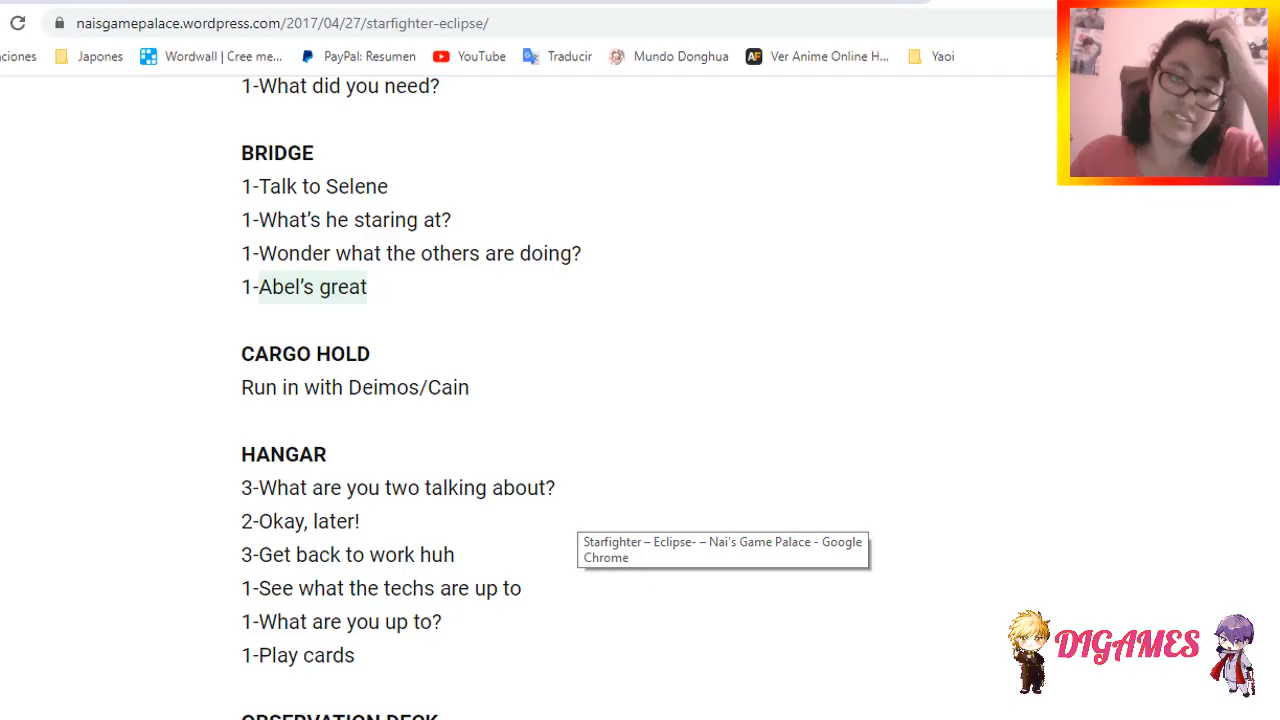 naisgamepalace.wordpress.com/2017/04/27/starfighter-eclipse/
ciones Japones Wordwall | Cree me... PayPal: Resumen YouTube Traducir Mundo Donghua Ver Anime Online H... Yaoi
1-What did you need?
BRIDGE
1-Talk to Selene
1-What’s he staring at?
1-Wonder what the others are doing?
1-Abel’s great
CARGO HOLD
Run in with Deimos/Cain
HANGAR
3-What are you two talking about?
2-Okay, later!
3-Get back to work huh
Starfighter – Eclipse- – Nai's Game Palace - Google
Chrome
1-See what the techs are up to
1-What are you up to?
1-Play cards
DIGAMES
OBSERVATION DECK